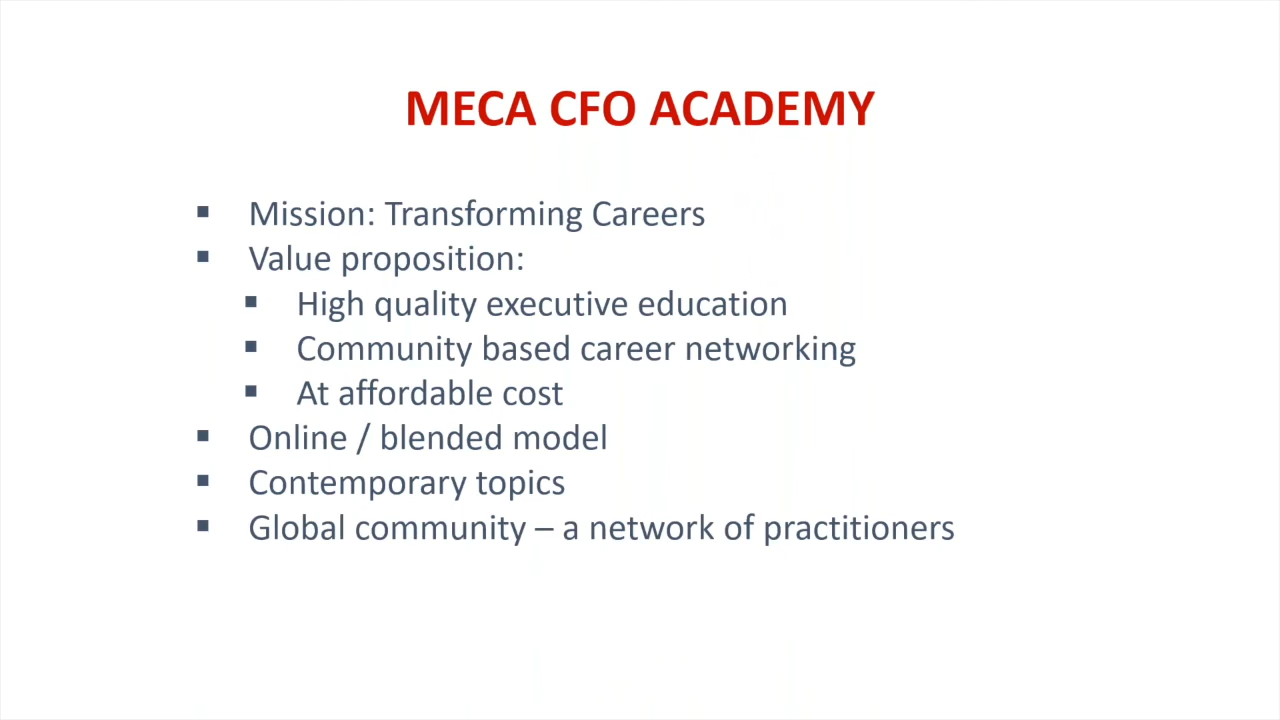 MECA CFO ACADEMY
▪ Mission: Transforming Careers
▪ Value proposition:
▪ High quality executive education
▪ Community based career networking
▪ At affordable cost
▪ Online / blended model
▪ Contemporary topics
▪ Global community – a network of practitioners